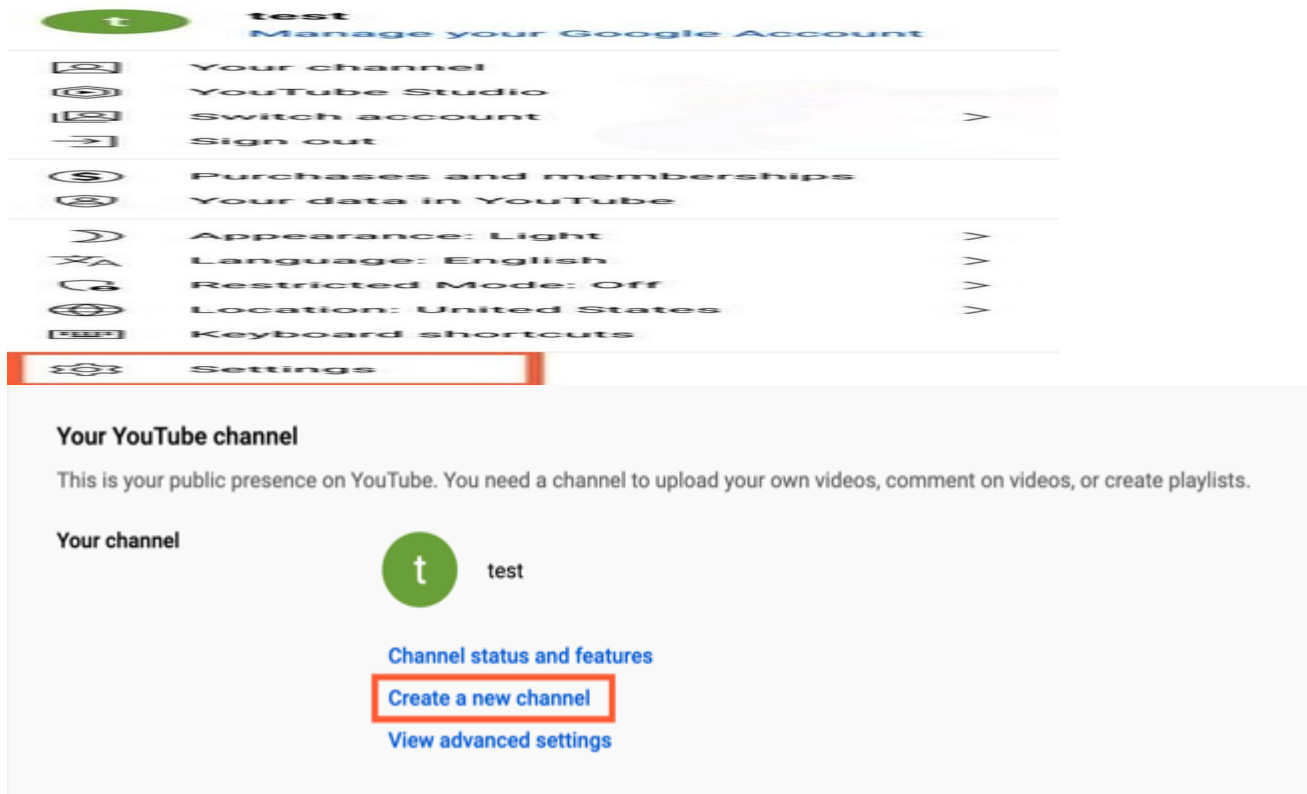 t
test
Manage your Google Account
Your channel
YouTube Studio
Switch account
Sign out
Purchases and memberships
Your data in YouTube
Appearance: Light
Language: English
Restricted Mode: Off
Location: United States
Keyboard shortcuts
Settings
Your YouTube channel
This is your public presence on YouTube. You need a channel to upload your own videos, comment on videos, or create playlists.
Your channel
t test
Channel status and features
Create a new channel
View advanced settings